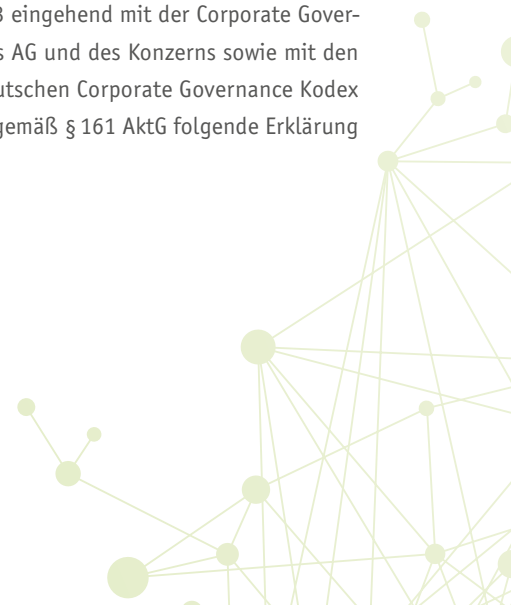 eingehend mit der Corporate Gover-
AG und des Konzerns sowie mit den
Corporate Governance Kodex
gemäß § 161 AktG folgende Erklärung